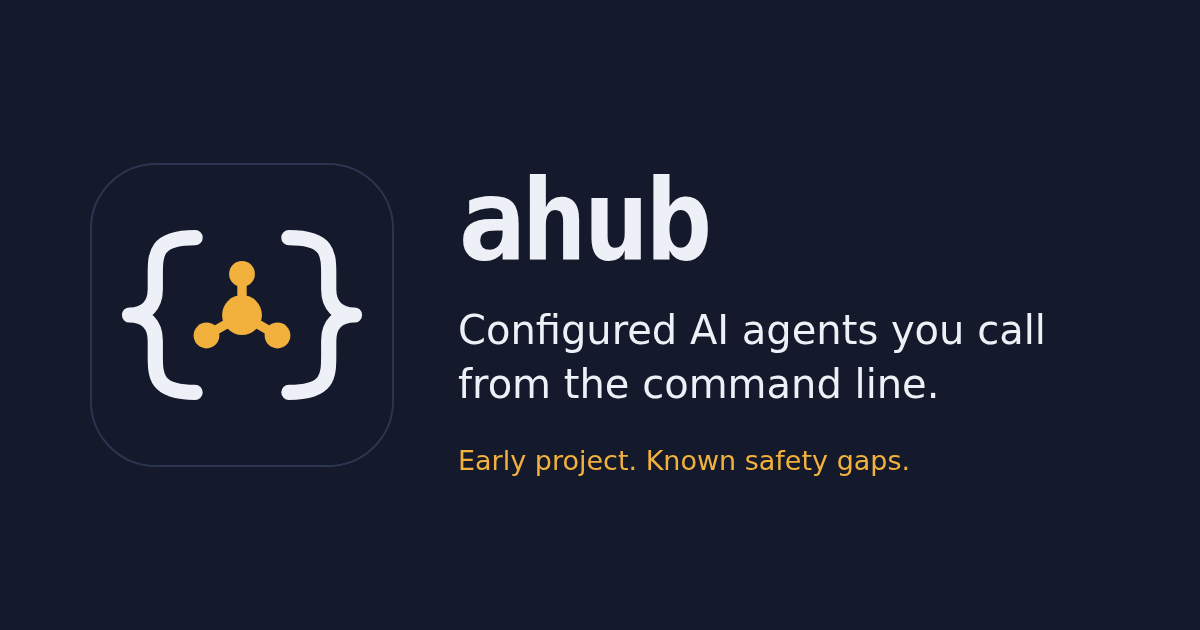 ahub
Configured AI agents you call
from the command line.
Early project. Known safety gaps.